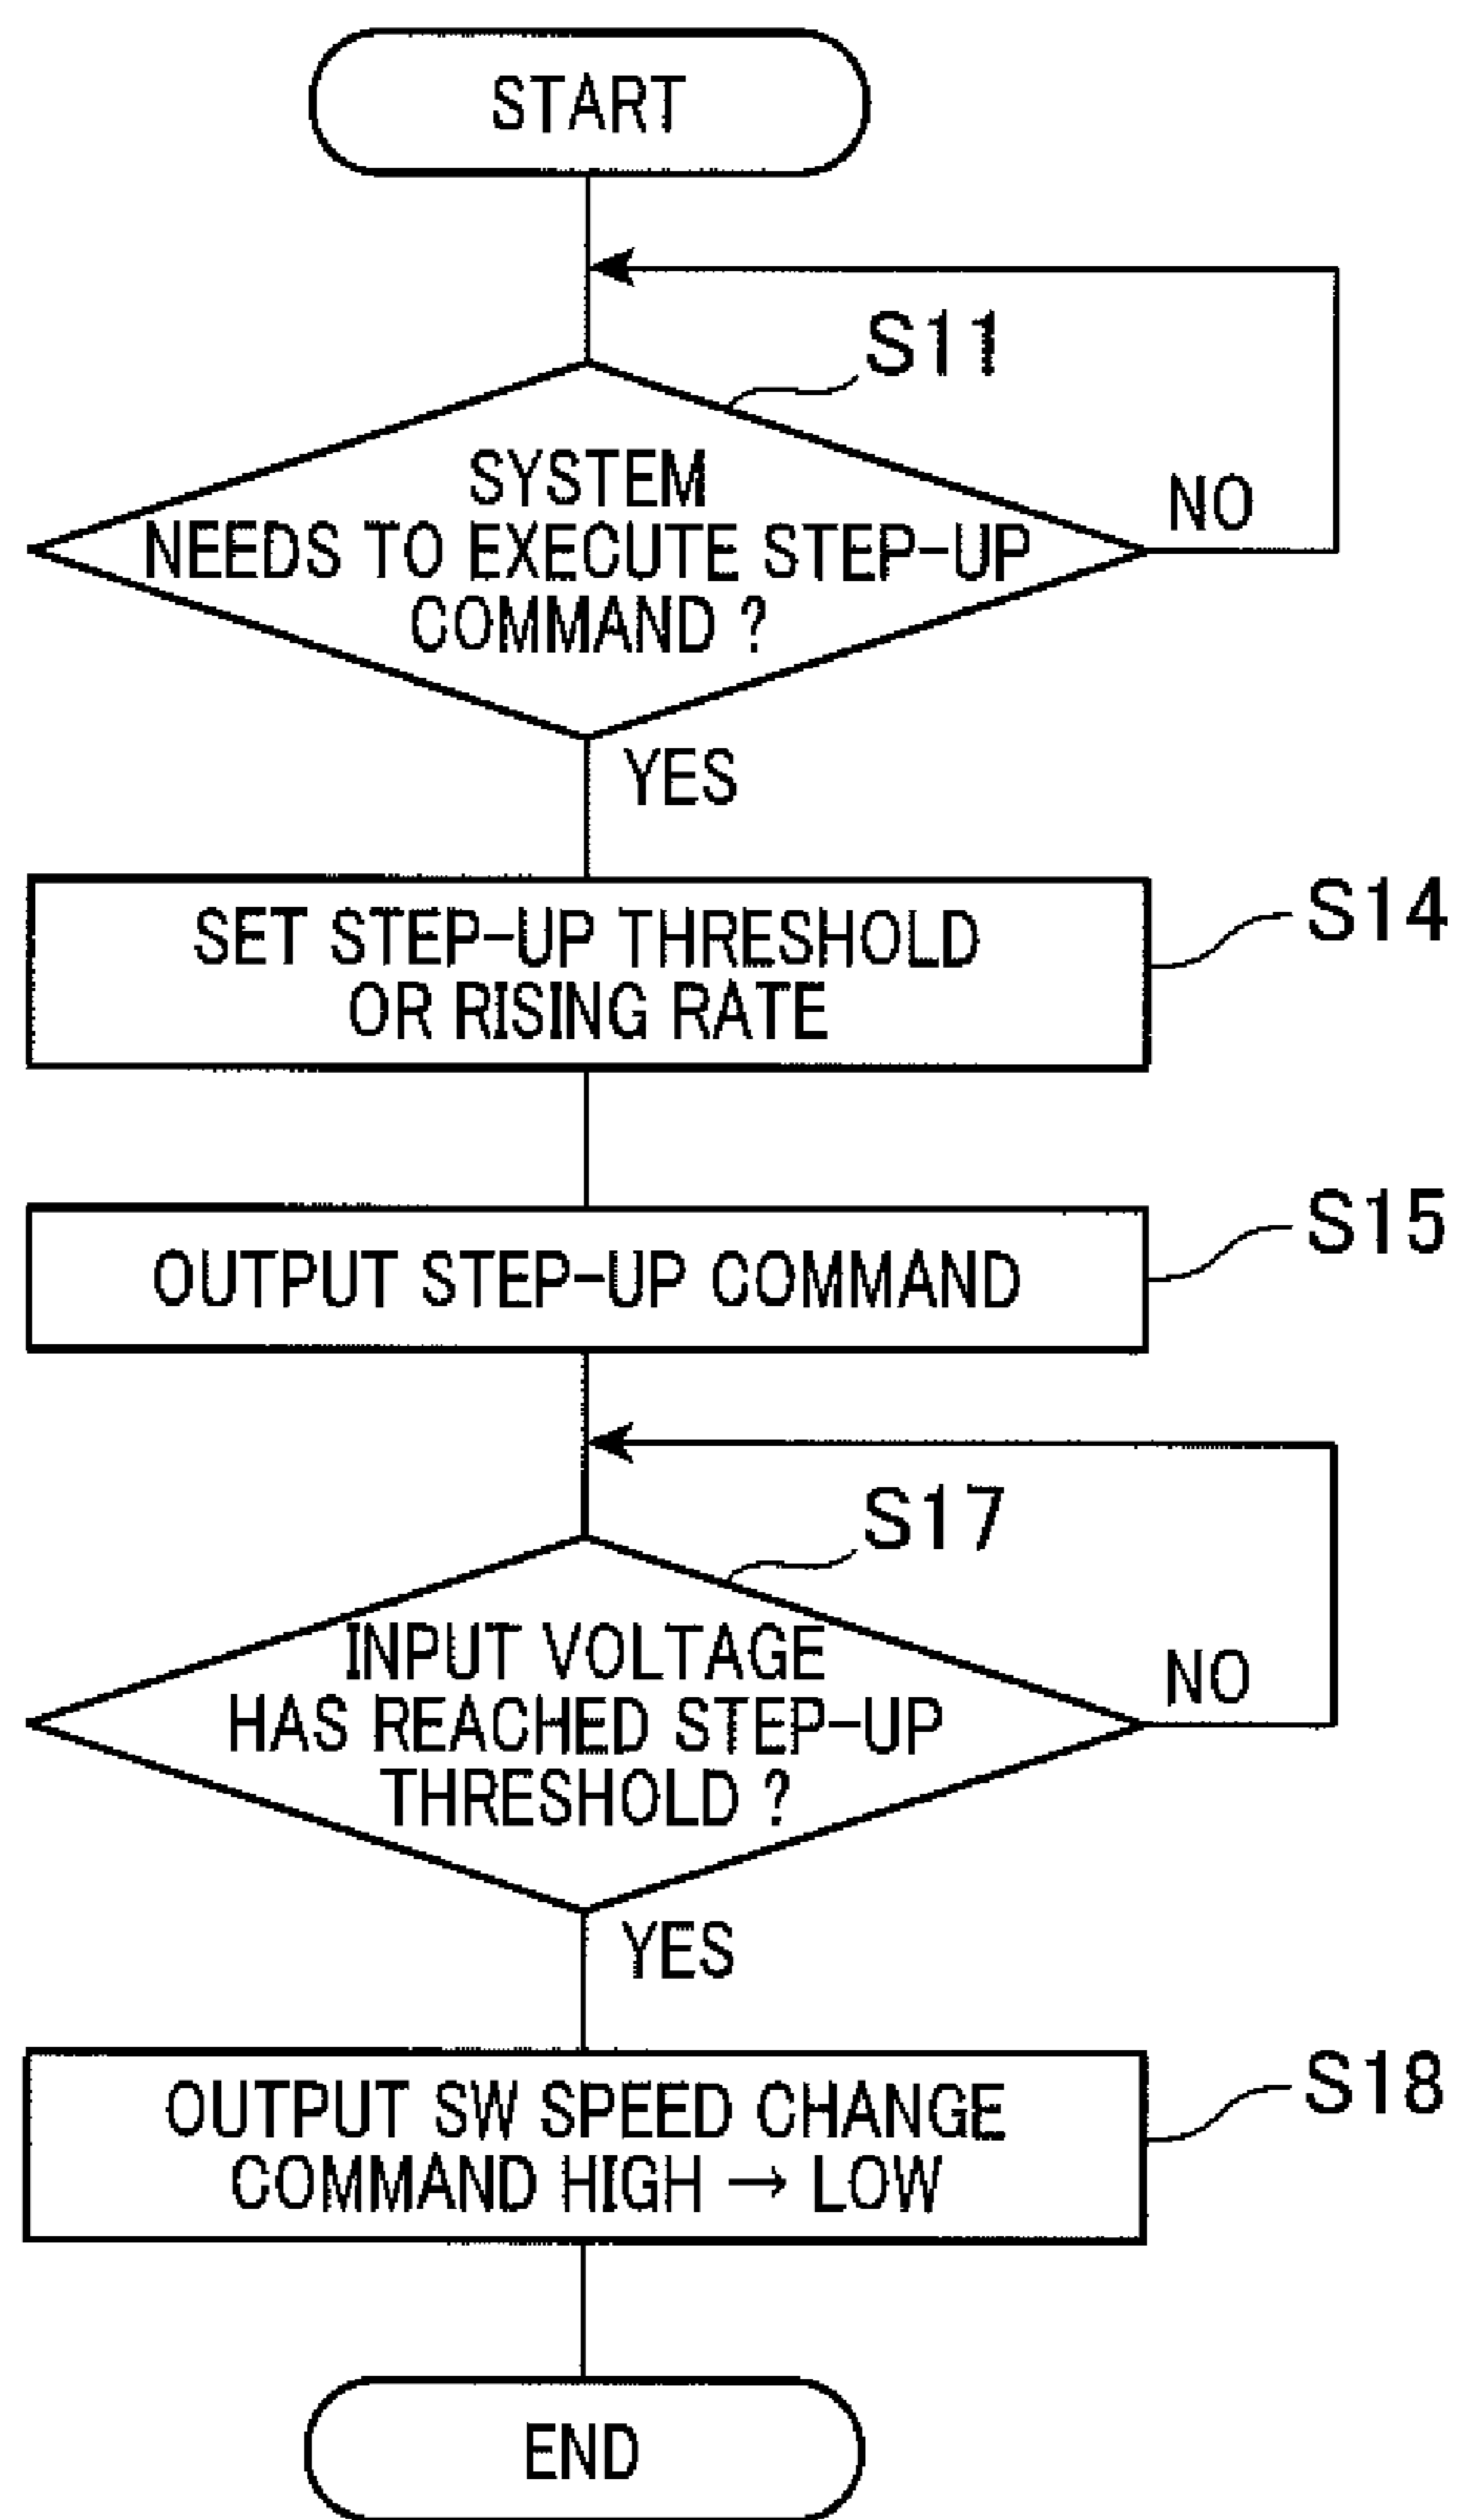 START
S11
SYSTEM
NEEDS TO EXECUTE STEP-UP
COMMAND ?
NO
YES
SET STEP-UP THRESHOLD
OR RISING RATE
S14
OUTPUT STEP-UP COMMAND
S15
S17
INPUT VOLTAGE
HAS REACHED STEP-UP
THRESHOLD ?
NO
YES
OUTPUT SW SPEED CHANGE
COMMAND HIGH → LOW
S18
END